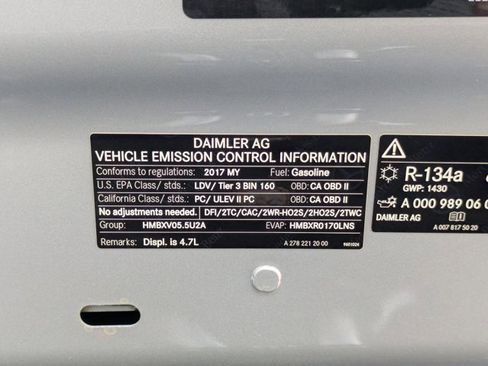 DAIMLER AG
VEHICLE EMISSION CONTROL INFORMATION
Conforms to regulations: 2017 MY Fuel: Gasoline
U.S. EPA Class/ stds.: LDV/ Tier 3 BIN 160 OBD: CA OBD II
California Class/ stds.: PC/ ULEV II PC OBD: CA OBD II
No adjustments needed. DFI/2TC/CAC/2WR-HO2S/2HO2S/2TWC
Group: HMBXV05.5U2A EVAP: HMBXR0170LNS
Remarks: Displ. is 4.7L A 278 221 20 00
R-134a
GWP: 1430
A 000 989 06 0
DAIMLER AG A 007 817 50 20